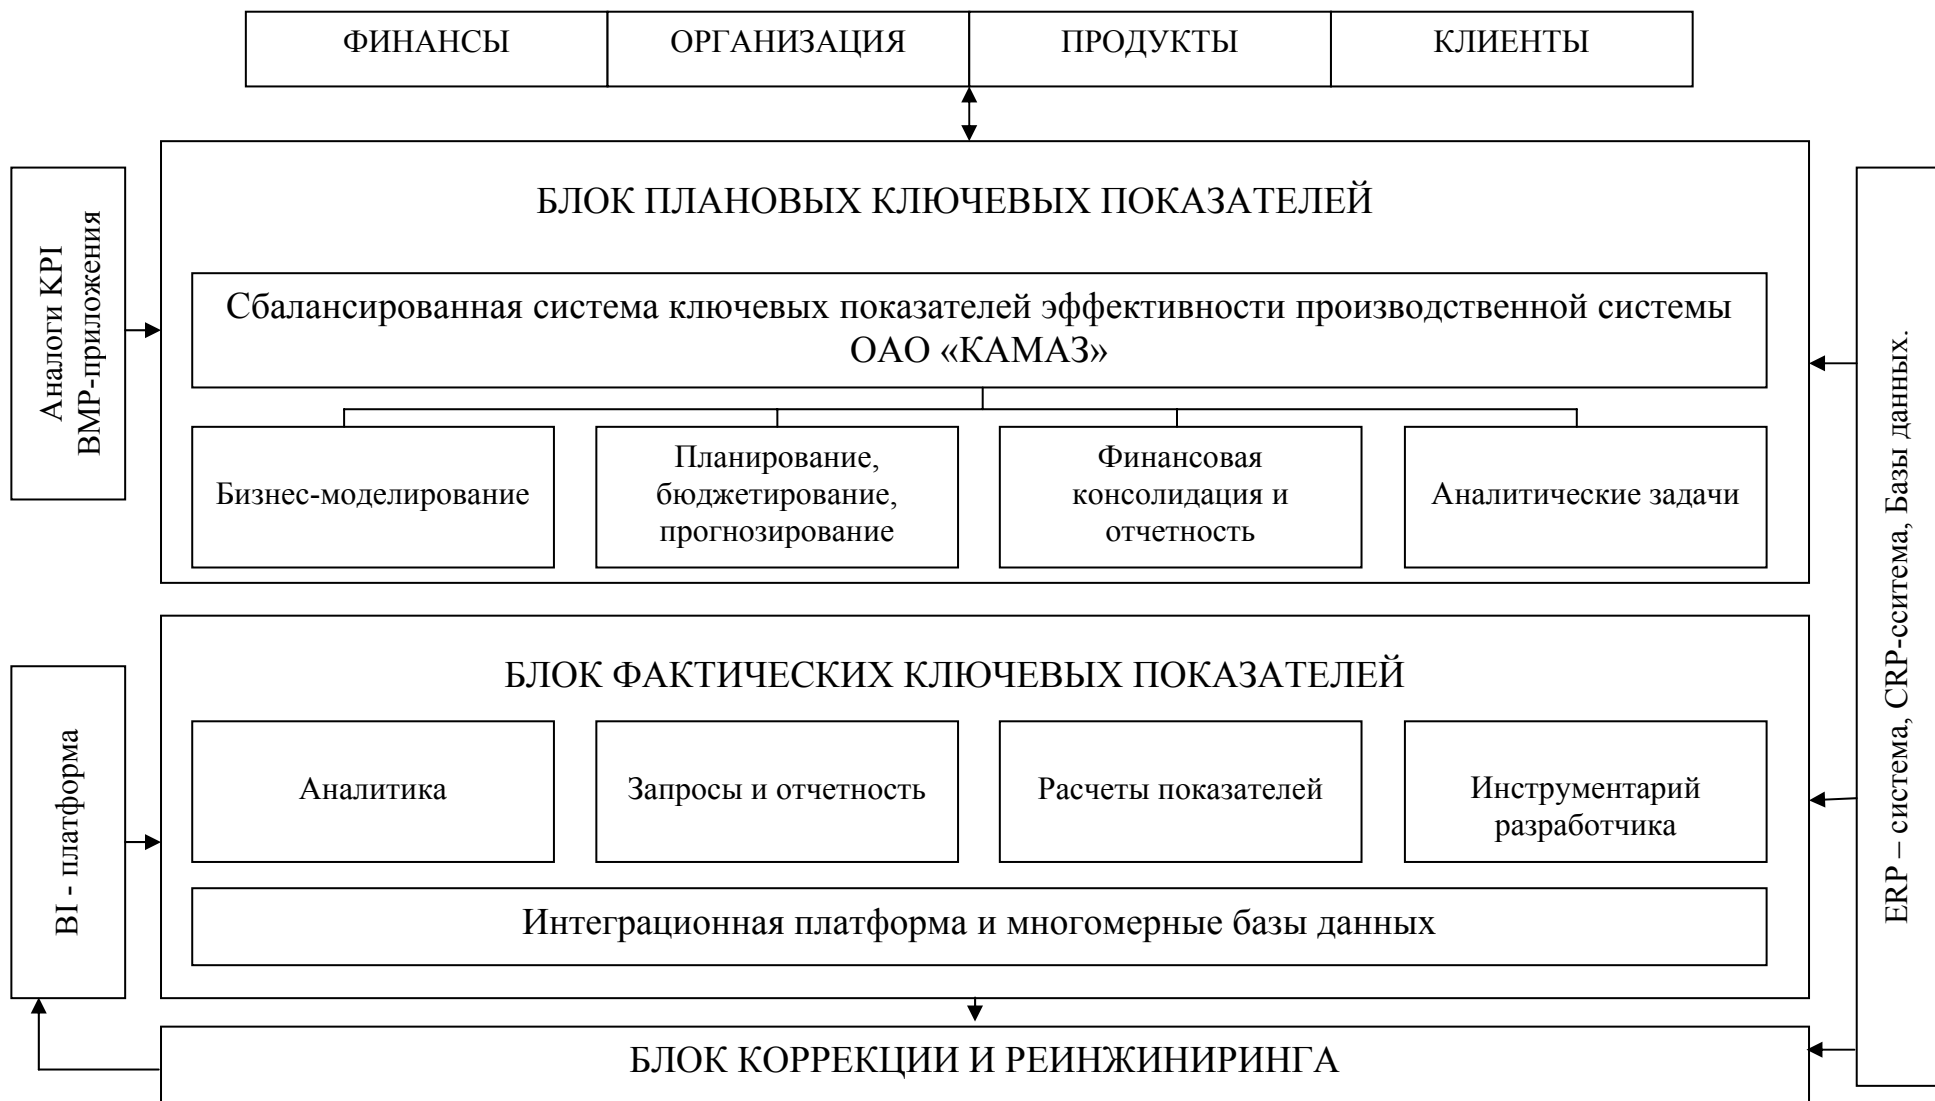 ФИНАНСЫ
ОРГАНИЗАЦИЯ
ПРОДУКТЫ
КЛИЕНТЫ
Аналоги KPI
BMP-приложения
БЛОК ПЛАНОВЫХ КЛЮЧЕВЫХ ПОКАЗАТЕЛЕЙ
Сбалансированная система ключевых показателей эффективности производственной системы
ОАО «КАМАЗ»
Бизнес-моделирование
Планирование,
бюджетирование,
прогнозирование
Финансовая
консолидация и
отчетность
Аналитические задачи
ERP – система, CRP-сситема, Базы данных.
BI - платформа
БЛОК ФАКТИЧЕСКИХ КЛЮЧЕВЫХ ПОКАЗАТЕЛЕЙ
Аналитика
Запросы и отчетность
Расчеты показателей
Инструментарий
разработчика
Интеграционная платформа и многомерные базы данных
БЛОК КОРРЕКЦИИ И РЕИНЖИНИРИНГА